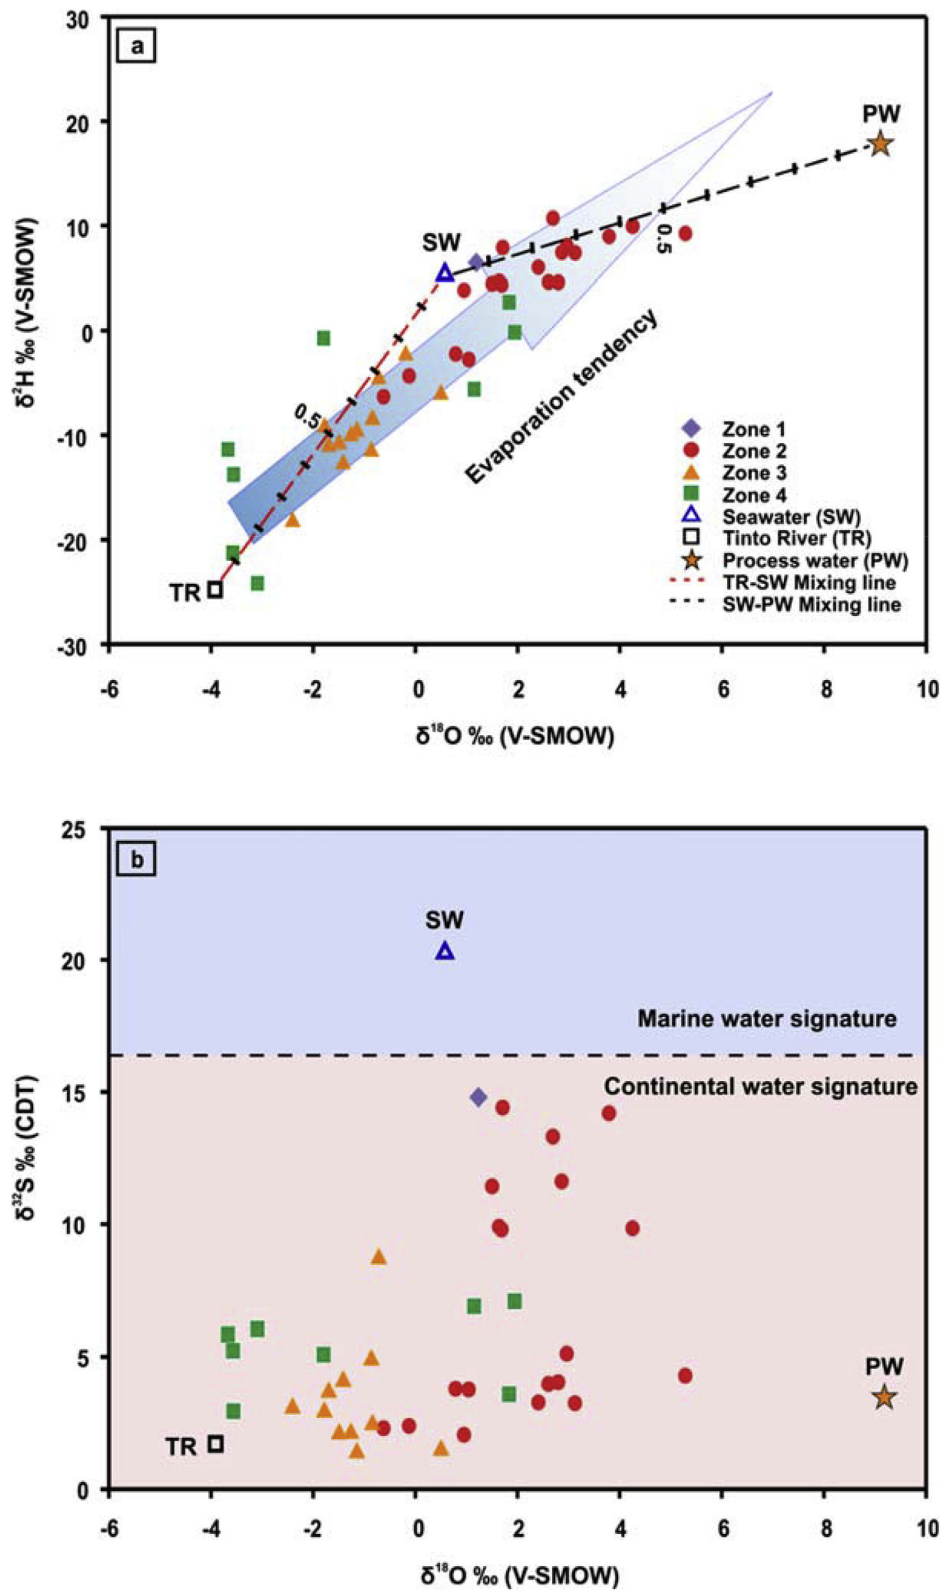 a
30
20
10
0
-10
-20
-30
δ²H ‰ (V-SMOW)
PW
SW
0.5
Evaporation tendency
0.5
TR
Zone 1
Zone 2
Zone 3
Zone 4
Seawater (SW)
Tinto River (TR)
Process water (PW)
TR-SW Mixing line
SW-PW Mixing line
-6 -4 -2 0 2 4 6 8 10
δ¹⁸O ‰ (V-SMOW)
b
25
20
15
10
5
0
δ³²S ‰ (CDT)
SW
Marine water signature
Continental water signature
PW
TR
-6 -4 -2 0 2 4 6 8 10
δ¹⁸O ‰ (V-SMOW)